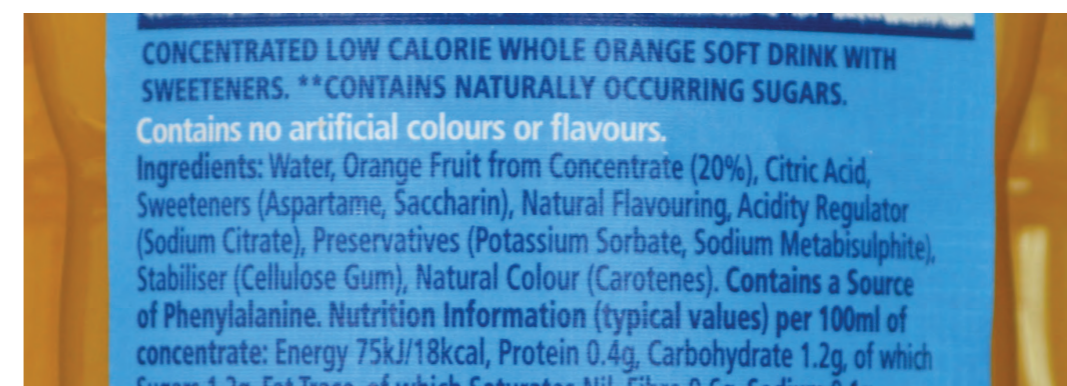 CONCENTRATED LOW CALORIE WHOLE ORANGE SOFT DRINK WITH
SWEETENERS. **CONTAINS NATURALLY OCCURRING SUGARS.
Contains no artificial colours or flavours.
Ingredients: Water, Orange Fruit from Concentrate (20%), Citric Acid,
Sweeteners (Aspartame, Saccharin), Natural Flavouring, Acidity Regulator
(Sodium Citrate), Preservatives (Potassium Sorbate, Sodium Metabisulphite),
Stabiliser (Cellulose Gum), Natural Colour (Carotenes). Contains a Source
of Phenylalanine. Nutrition Information (typical values) per 100ml of
concentrate: Energy 75kJ/18kcal, Protein 0.4g, Carbohydrate 1.2g, of which